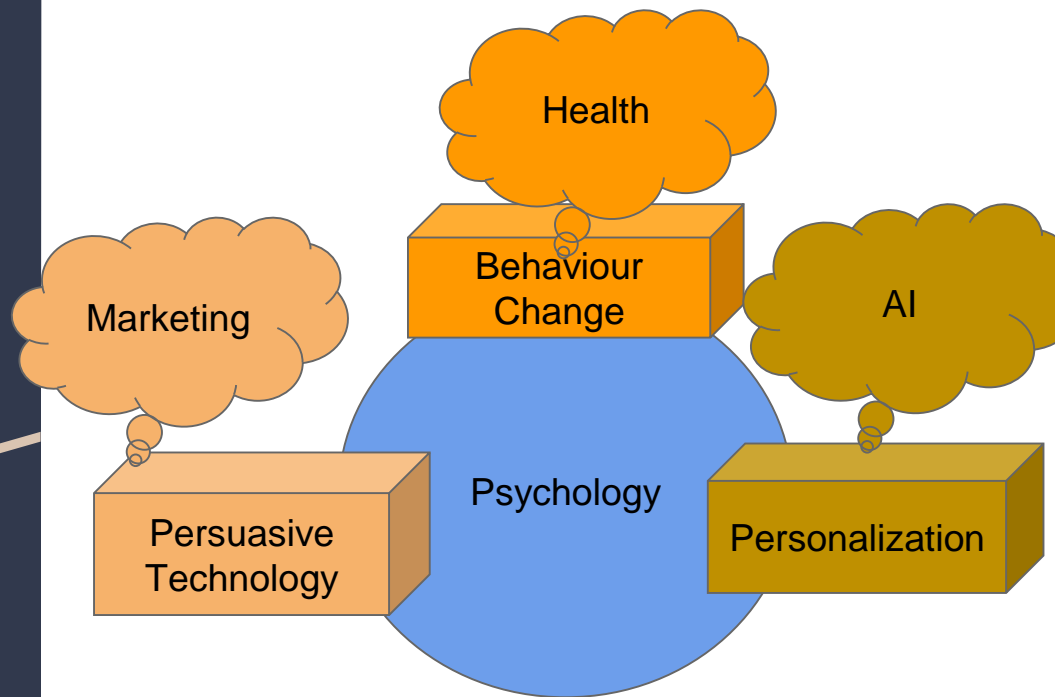 Health
Behaviour
Change
Marketing
AI
Psychology
Persuasive
Technology
Personalization